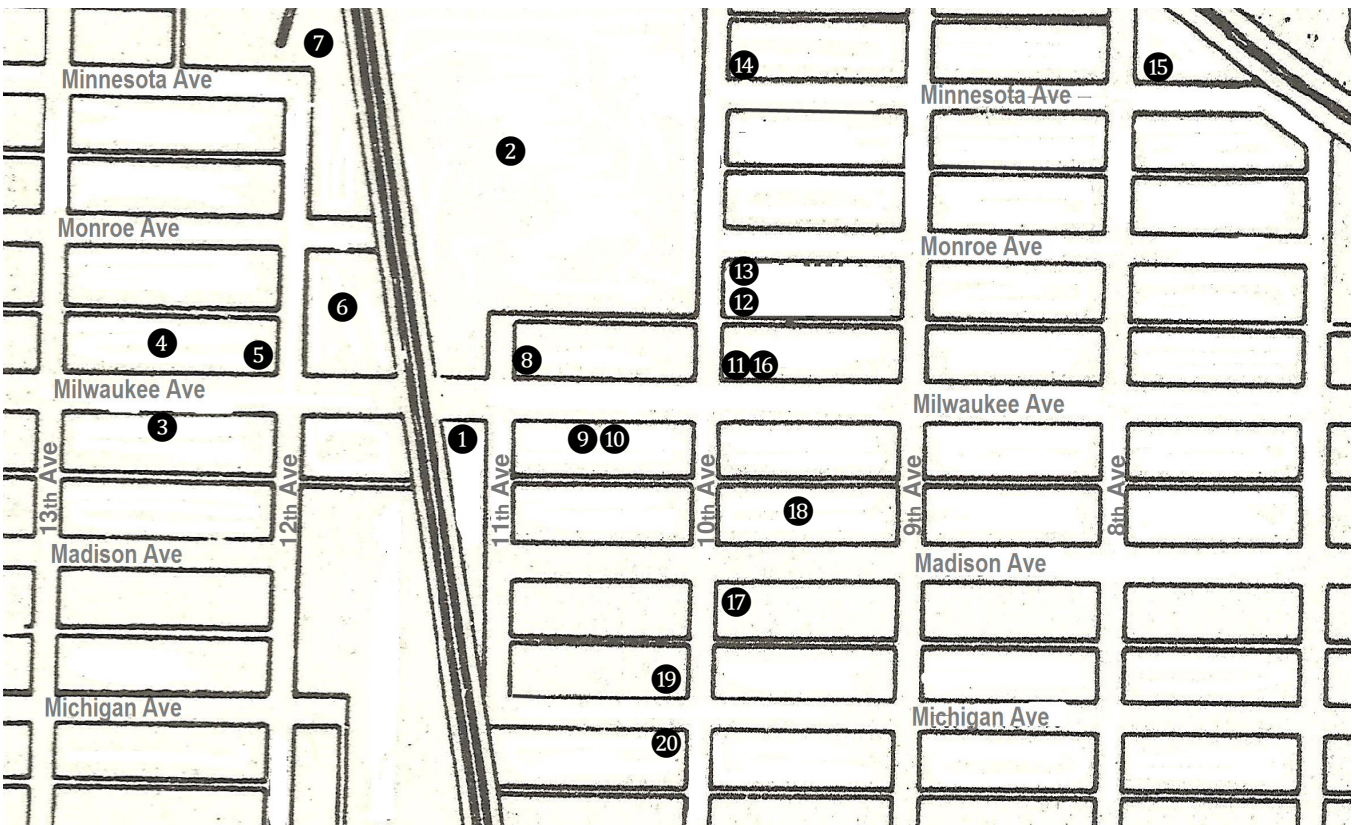 7
14
15
Minnesota Ave
Minnesota Ave
2
Monroe Ave
Monroe Ave
13
12
6
4
5
8
11 16
Milwaukee Ave
Milwaukee Ave
3
1
9 10
13th Ave
12th Ave
11th Ave
10th Ave
9th Ave
8th Ave
18
Madison Ave
Madison Ave
17
19
Michigan Ave
Michigan Ave
20